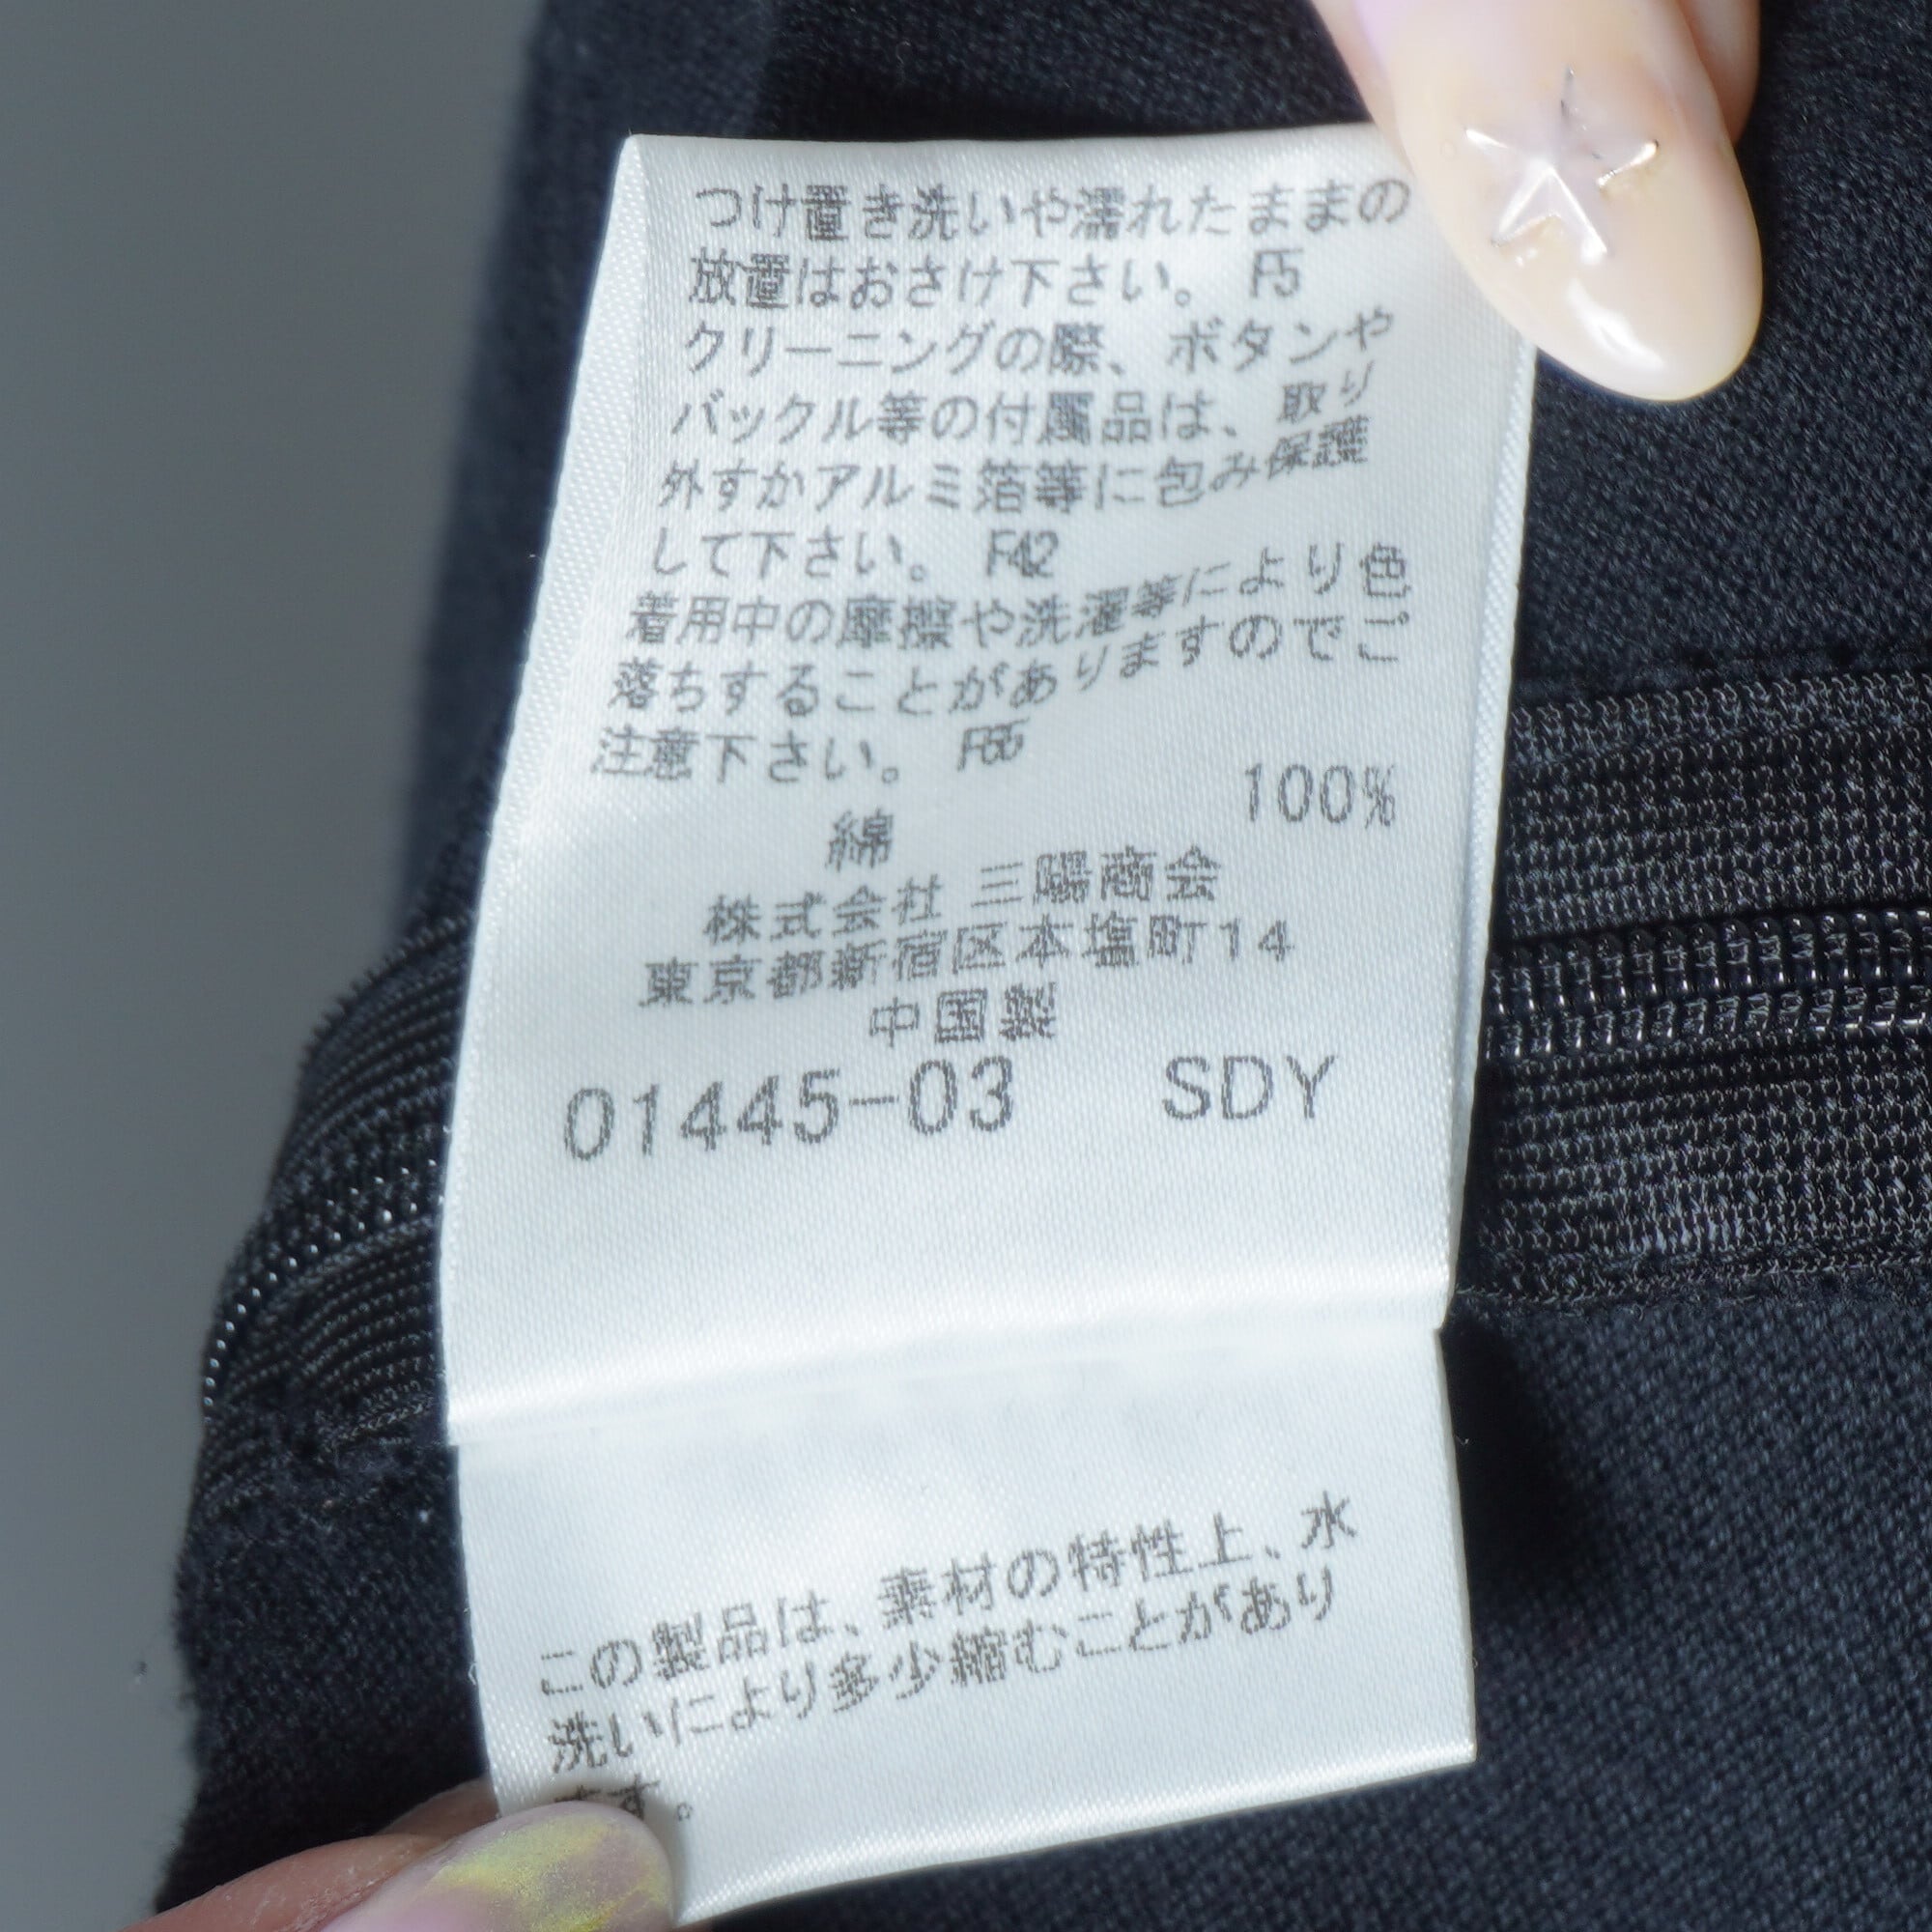 つけ置き洗いや濡れたままの
放置はおさけ下さい。 F5
クリーニングの際、ボタンや
バックル等の付属品は、取り
外すかアルミ箔等に包み保護
して下さい。 F42
着用中の摩擦や洗濯等により色
落ちすることがありますのでご
注意下さい。 F65
綿 100%
株式会社 三陽商会
東京都新宿区本塩町14
中国製
01445-03 SDY
この製品は、素材の特性上、水
洗いにより多少縮むことがあり
ます。